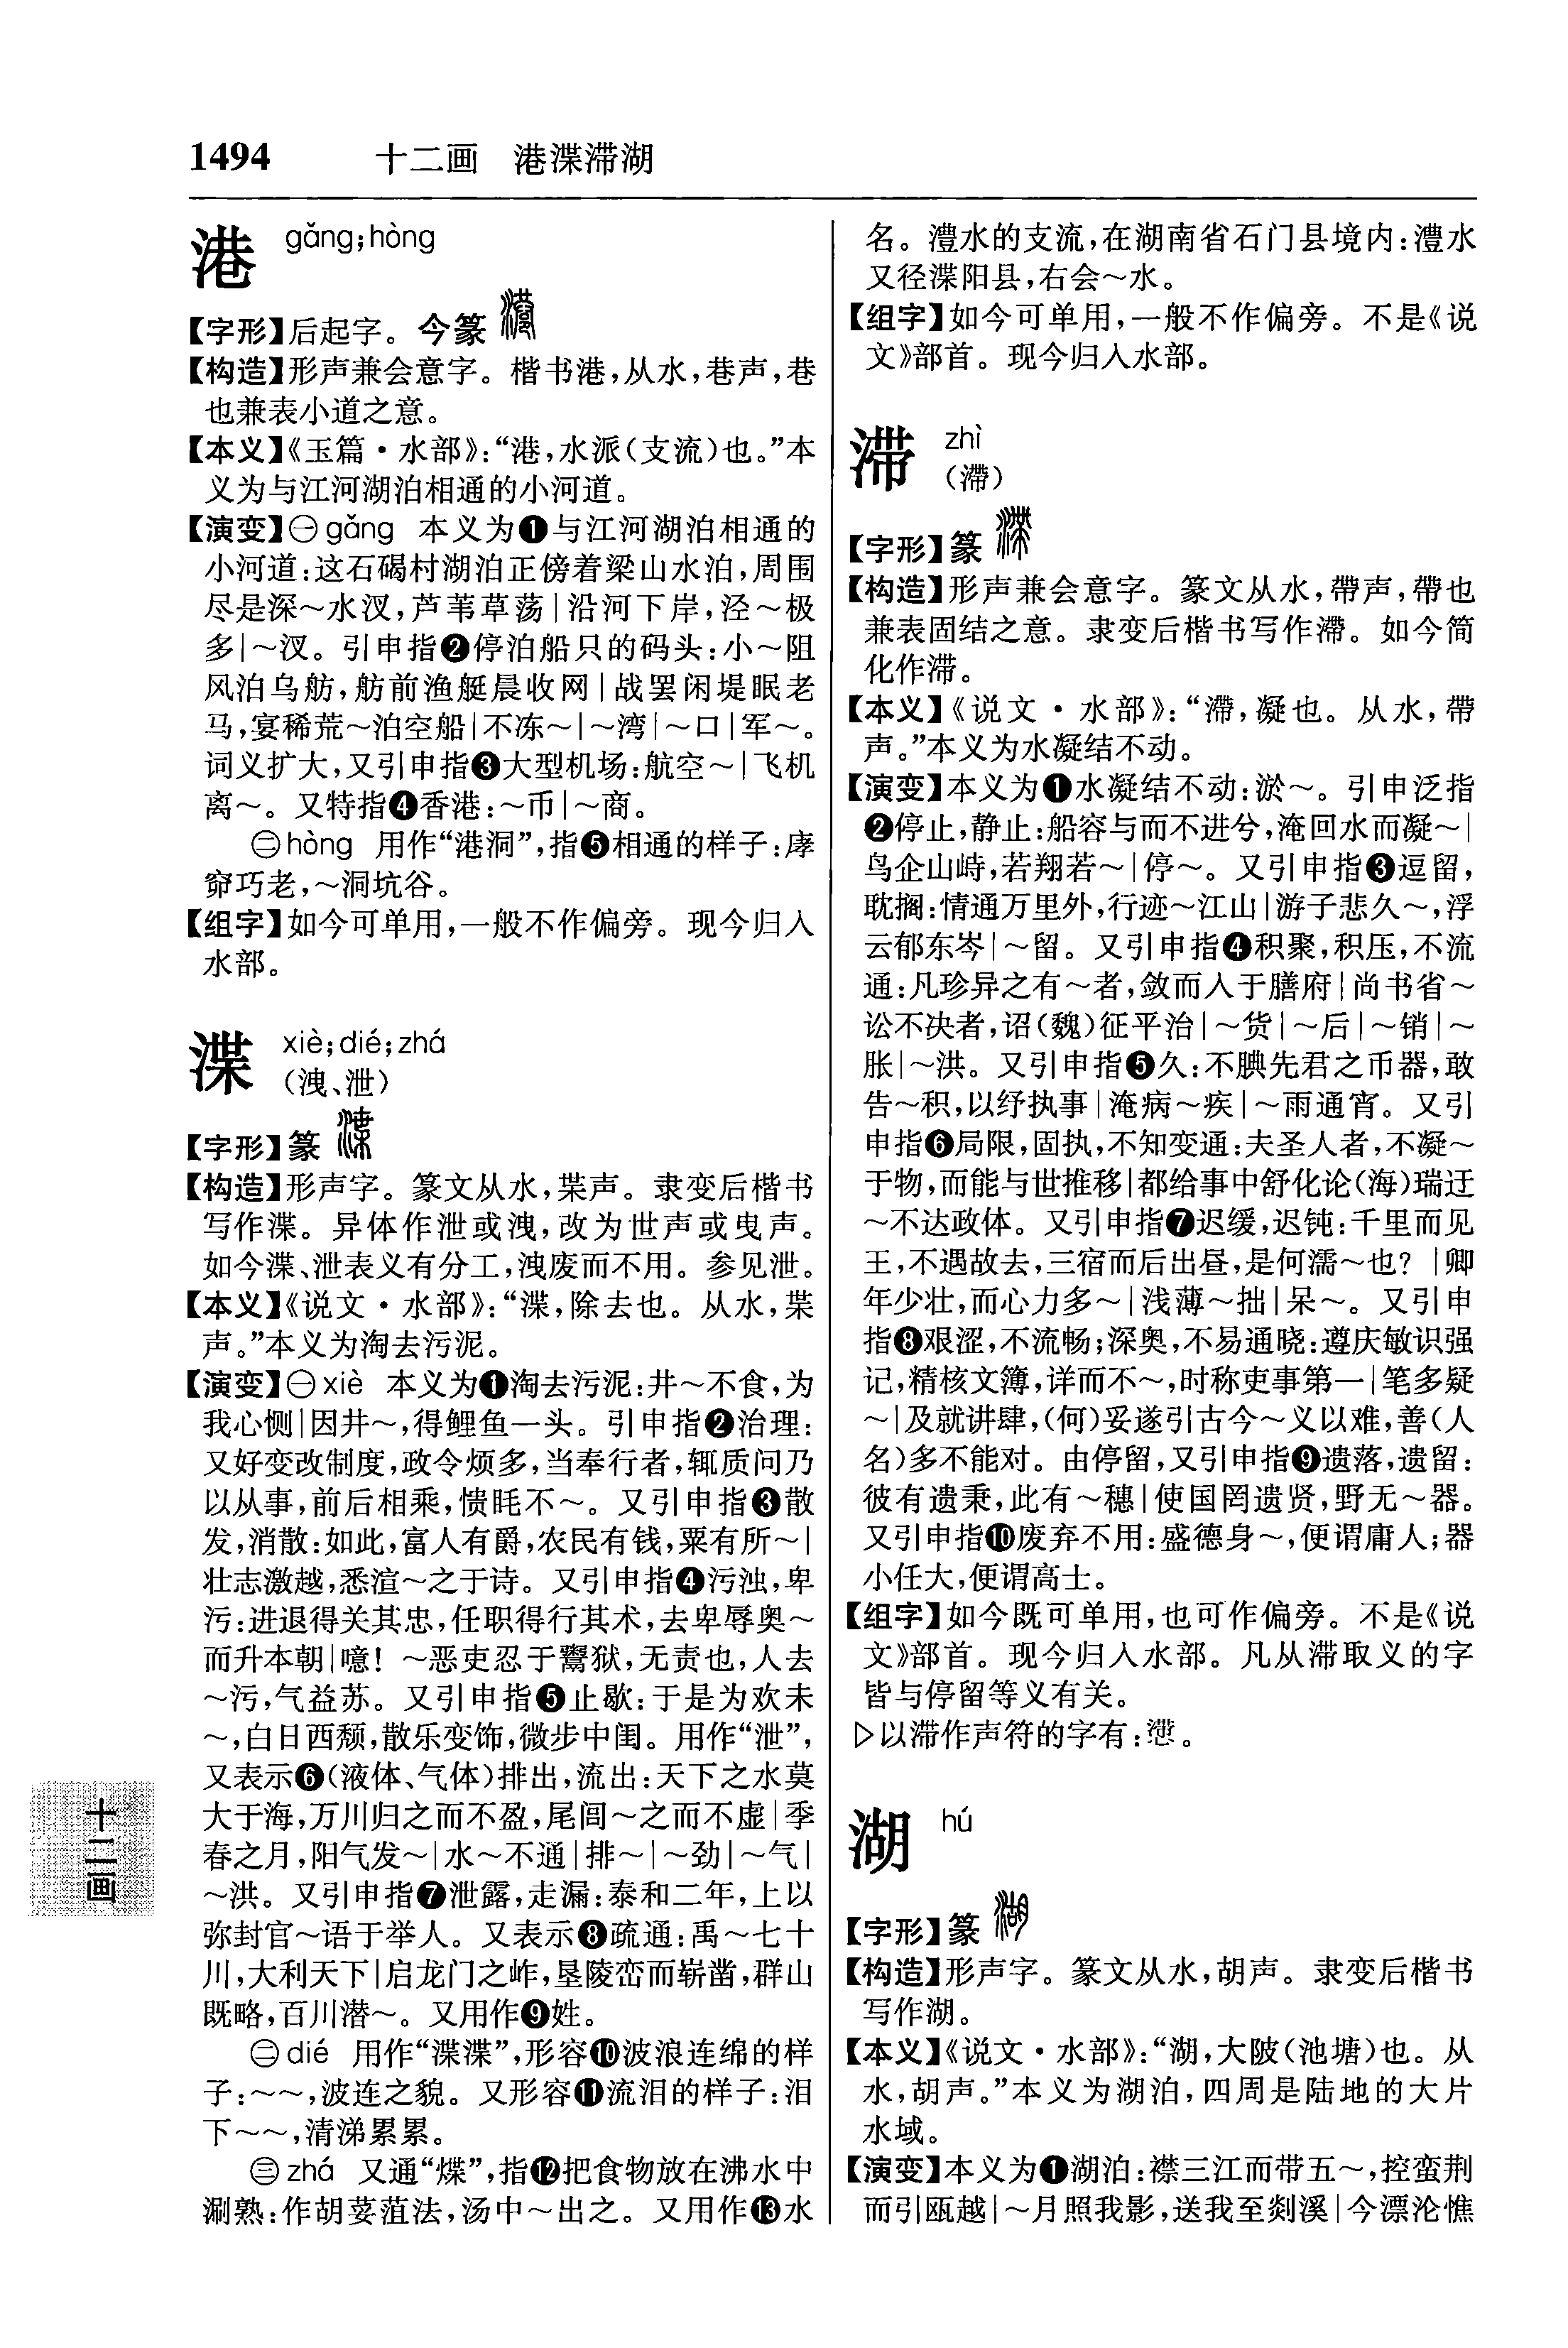 1494 十二画 港渫滞湖
港 gǎng;hòng
【字形】后起字。今篆
【构造】形声兼会意字。楷书港,从水,巷声,巷
也兼表小道之意。
【本义】《玉篇·水部》:“港,水派(支流)也。”本
义为与江河湖泊相通的小河道。
【演变】㊀gǎng 本义为❶与江河湖泊相通的
小河道:这石碣村湖泊正傍着梁山水泊,周围
尽是深~水汊,芦苇草荡|沿河下岸,泾~极
多|~汊。引申指❷停泊船只的码头:小~阻
风泊乌舫,舫前渔艇晨收网|战罢闲堤眠老
马,宴稀荒~泊空船|不冻~|~湾|~口|军~。
词义扩大,又引申指❸大型机场:航空~|飞机
离~。又特指❹香港:~币|~商。
㊁hòng 用作“港洞”,指❺相通的样子:庨
窌巧老,~洞坑谷。
【组字】如今可单用,一般不作偏旁。现今归入
水部。
渫 xiè;dié;zhá
(洩、泄)
【字形】篆
【构造】形声字。篆文从水,枼声。隶变后楷书
写作渫。异体作泄或洩,改为世声或曳声。
如今渫、泄表义有分工,洩废而不用。参见泄。
【本义】《说文·水部》:“渫,除去也。从水,枼
声。”本义为淘去污泥。
【演变】㊀xiè 本义为❶淘去污泥:井~不食,为
我心恻|因井~,得鲤鱼一头。引申指❷治理:
又好变改制度,政令烦多,当奉行者,辄质问乃
以从事,前后相乘,愦眊不~。又引申指❸散
发,消散:如此,富人有爵,农民有钱,粟有所~|
壮志激越,悉渲~之于诗。又引申指❹污浊,卑
污:进退得关其忠,任职得行其术,去卑辱奥~
而升本朝|噫!~恶吏忍于鬻狱,无责也,人去
~污,气益苏。又引申指❺止歇:于是为欢未
~,白日西颓,散乐变饰,微步中闺。用作“泄”,
又表示❻(液体、气体)排出,流出:天下之水莫
大于海,万川归之而不盈,尾闾~之而不虚|季
春之月,阳气发~|水~不通|排~|~劲|~气|
~洪。又引申指❼泄露,走漏:泰和二年,上以
弥封官~语于举人。又表示❽疏通:禹~七十
川,大利天下|启龙门之岞,垦陵峦而崭凿,群山
既略,百川潜~。又用作❾姓。
㊁dié 用作“渫渫”,形容❿波浪连绵的样
子:~~,波连之貌。又形容⓫流泪的样子:泪
下~~,清涕累累。
㊂zhá 又通“煠”,指⓬把食物放在沸水中
涮熟:作胡荽菹法,汤中~出之。又用作⓭水
名。澧水的支流,在湖南省石门县境内:澧水
又径渫阳县,右会~水。
【组字】如今可单用,一般不作偏旁。不是《说
文》部首。现今归入水部。
滞 zhì
(滯)
【字形】篆
【构造】形声兼会意字。篆文从水,帶声,帶也
兼表固结之意。隶变后楷书写作滯。如今简
化作滞。
【本义】《说文·水部》:“滯,凝也。从水,帶
声。”本义为水凝结不动。
【演变】本义为❶水凝结不动:淤~。引申泛指
❷停止,静止:船容与而不进兮,淹回水而凝~|
鸟企山峙,若翔若~|停~。又引申指❸逗留,
耽搁:情通万里外,行迹~江山|游子悲久~,浮
云郁东岑|~留。又引申指❹积聚,积压,不流
通:凡珍异之有~者,敛而入于膳府|尚书省~
讼不决者,诏(魏)征平治|~货|~后|~销|~
胀|~洪。又引申指❺久:不腆先君之币器,敢
告~积,以纾执事|淹病~疾|~雨通宵。又引
申指❻局限,固执,不知变通:夫圣人者,不凝~
于物,而能与世推移|都给事中舒化论(海)瑞迂
~不达政体。又引申指❼迟缓,迟钝:千里而见
王,不遇故去,三宿而后出昼,是何濡~也?|卿
年少壮,而心力多~|浅薄~拙|呆~。又引申
指❽艰涩,不流畅;深奥,不易通晓:遵庆敏识强
记,精核文簿,详而不~,时称吏事第一|笔多疑
~|及就讲肆,(何)妥遂引古今~义以难,善(人
名)多不能对。由停留,又引申指❾遗落,遗留:
彼有遗秉,此有~穗|使国罔遗贤,野无~器。
又引申指❿废弃不用:盛德身~,便谓庸人;器
小任大,便谓高士。
【组字】如今既可单用,也可作偏旁。不是《说
文》部首。现今归入水部。凡从滞取义的字
皆与停留等义有关。
▷以滞作声符的字有:懘。
湖 hú
【字形】篆
【构造】形声字。篆文从水,胡声。隶变后楷书
写作湖。
【本义】《说文·水部》:“湖,大陂(池塘)也。从
水,胡声。”本义为湖泊,四周是陆地的大片
水域。
【演变】本义为❶湖泊:襟三江而带五~,控蛮荆
而引瓯越|~月照我影,送我至剡溪|今漂沦憔
十二画